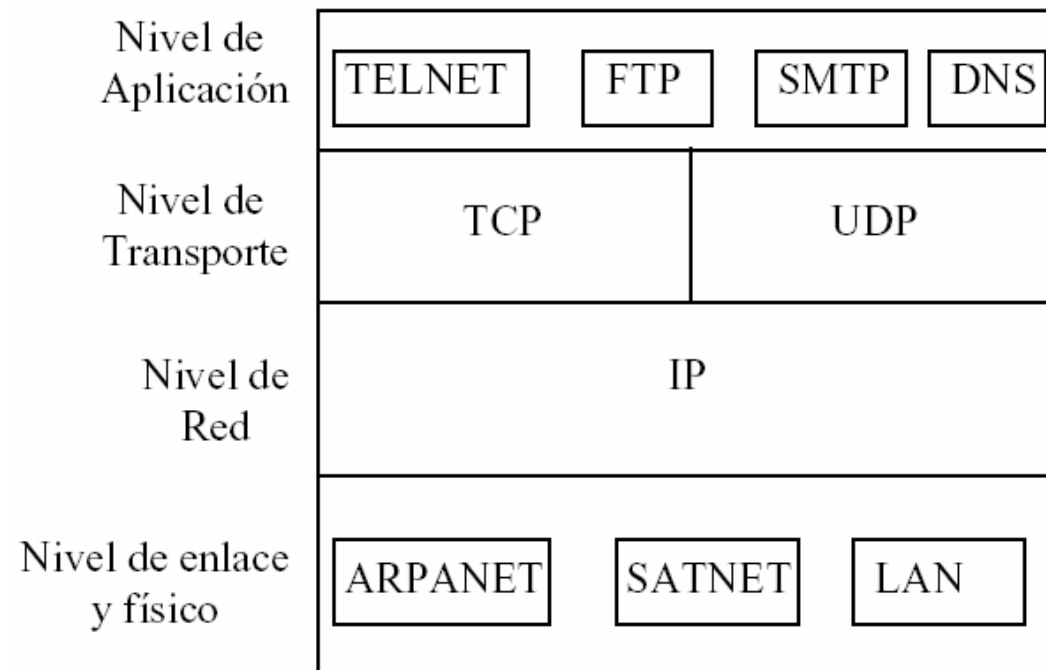 Nivel de
Aplicación
TELNET FTP SMTP DNS
Nivel de
Transporte
TCP UDP
Nivel de
Red
IP
Nivel de enlace
y físico
ARPANET SATNET LAN